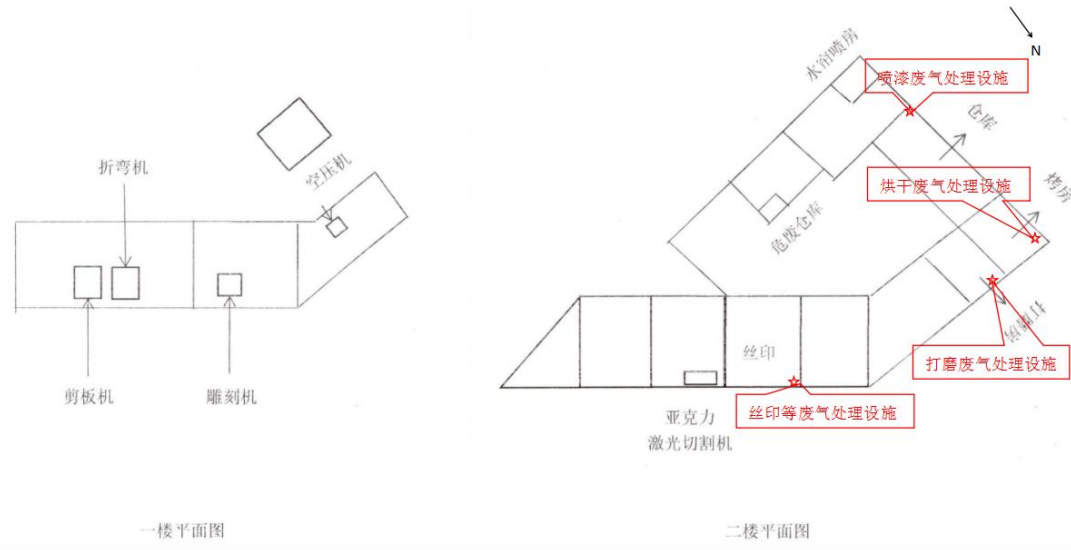 折弯机
空压机
剪板机
雕刻机
一楼平面图
N
水帘喷房
喷漆废气处理设施
仓库
烤房
烘干废气处理设施
危废仓库
打磨房
打磨废气处理设施
丝印
丝印等废气处理设施
亚克力
激光切割机
二楼平面图